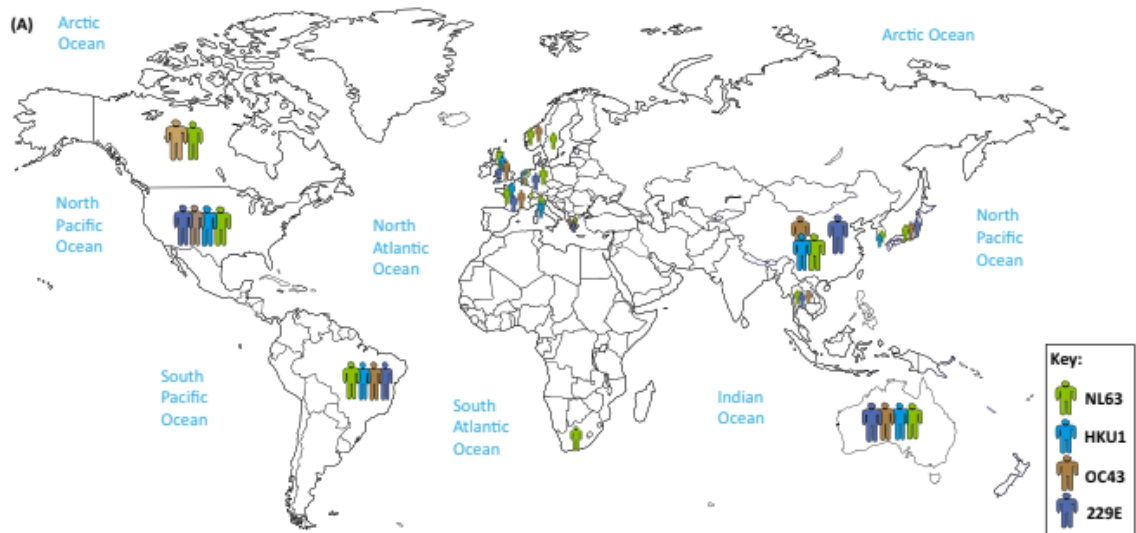 (A)
Arctic
Ocean
Arctic Ocean
North
Pacific
Ocean
North
Atlantic
Ocean
North
Pacific
Ocean
South
Pacific
Ocean
South
Atlantic
Ocean
Indian
Ocean
Key:
NL63
HKU1
OC43
229E